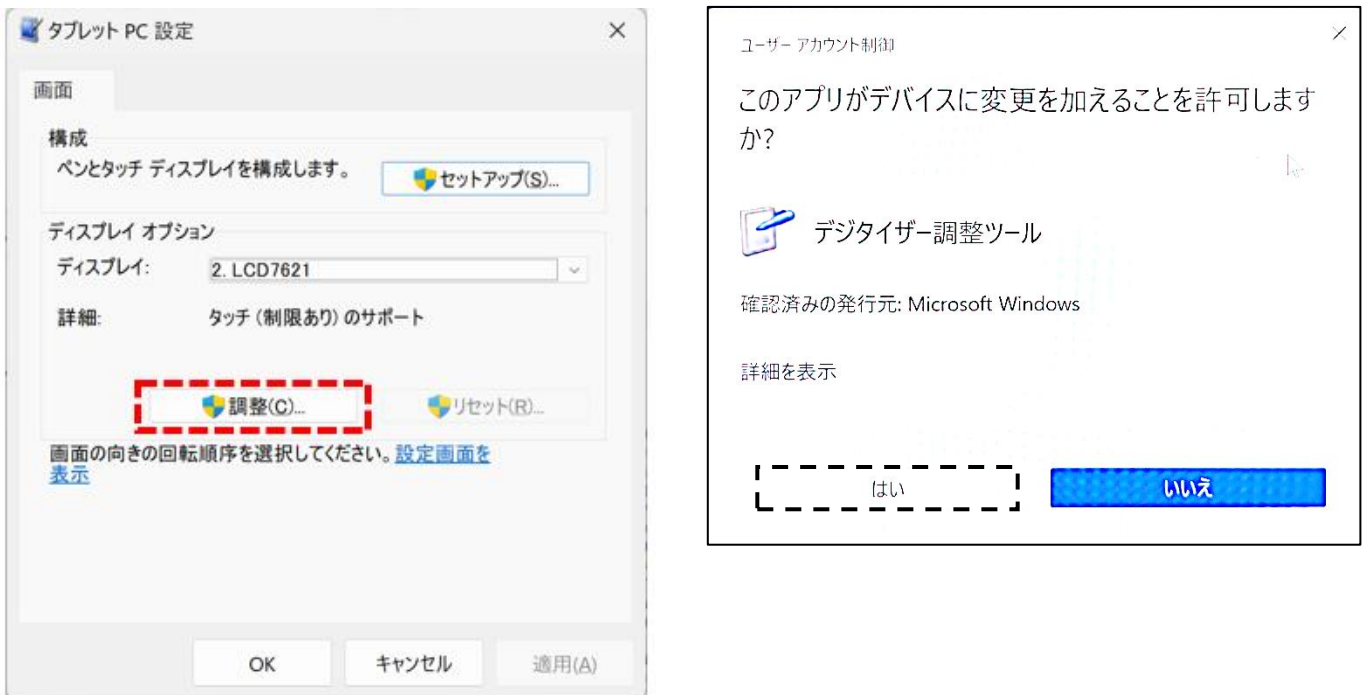 タブレット PC 設定
画面
構成
ペンとタッチ ディスプレイを構成します。
セットアップ(S)...
ディスプレイ オプション
ディスプレイ:
2. LCD7621
詳細:
タッチ (制限あり) のサポート
調整(C)...
リセット(R)...
画面の向きの回転順序を選択してください。設定画面を
表示
OK
キャンセル
適用(A)
ユーザー アカウント制御
このアプリがデバイスに変更を加えることを許可します
か?
デジタイザー調整ツール
確認済みの発行元: Microsoft Windows
詳細を表示
はい
いいえ